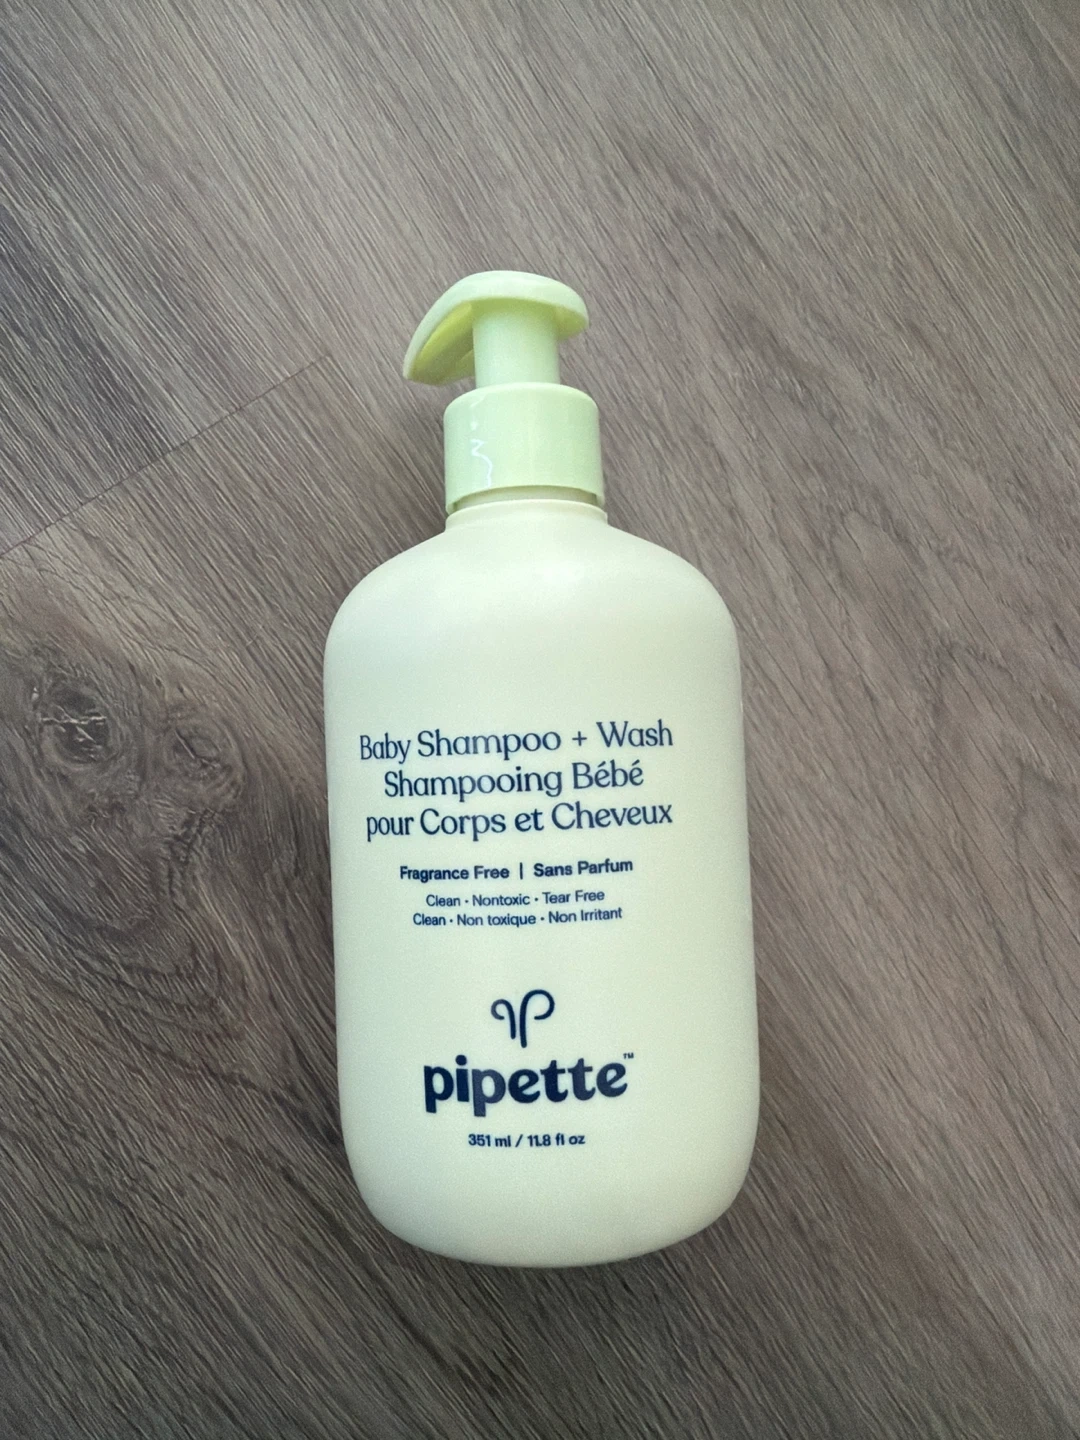 Baby Shampoo + Wash
Shampooing Bébé
pour Corps et Cheveux
Fragrance Free | Sans Parfum
Clean · Nontoxic · Tear Free
Clean · Non toxique · Non Irritant
pipette™
351 ml / 11.8 fl oz